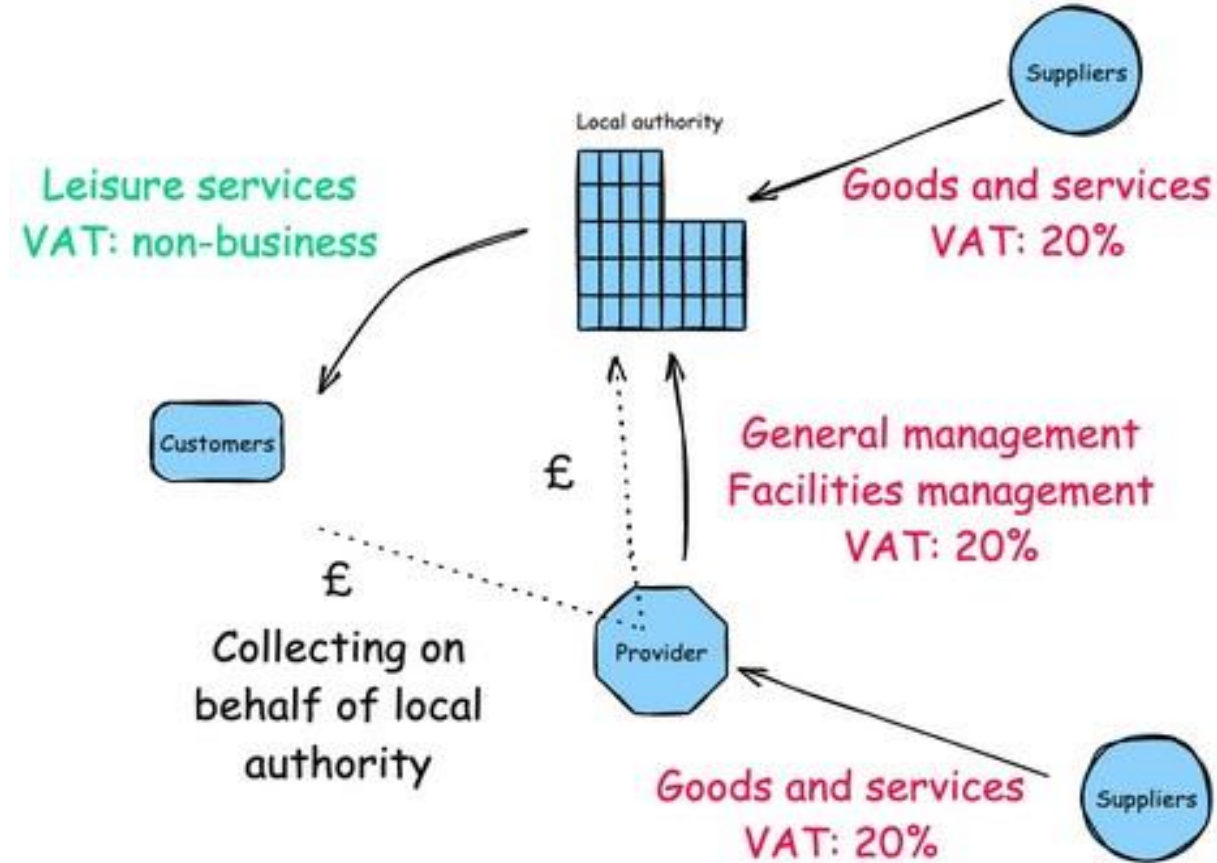 Suppliers
Local authority
Leisure services
VAT: non-business
Goods and services
VAT: 20%
Customers
£
General management
Facilities management
VAT: 20%
£
Collecting on
behalf of local
authority
Provider
Goods and services
VAT: 20%
Suppliers